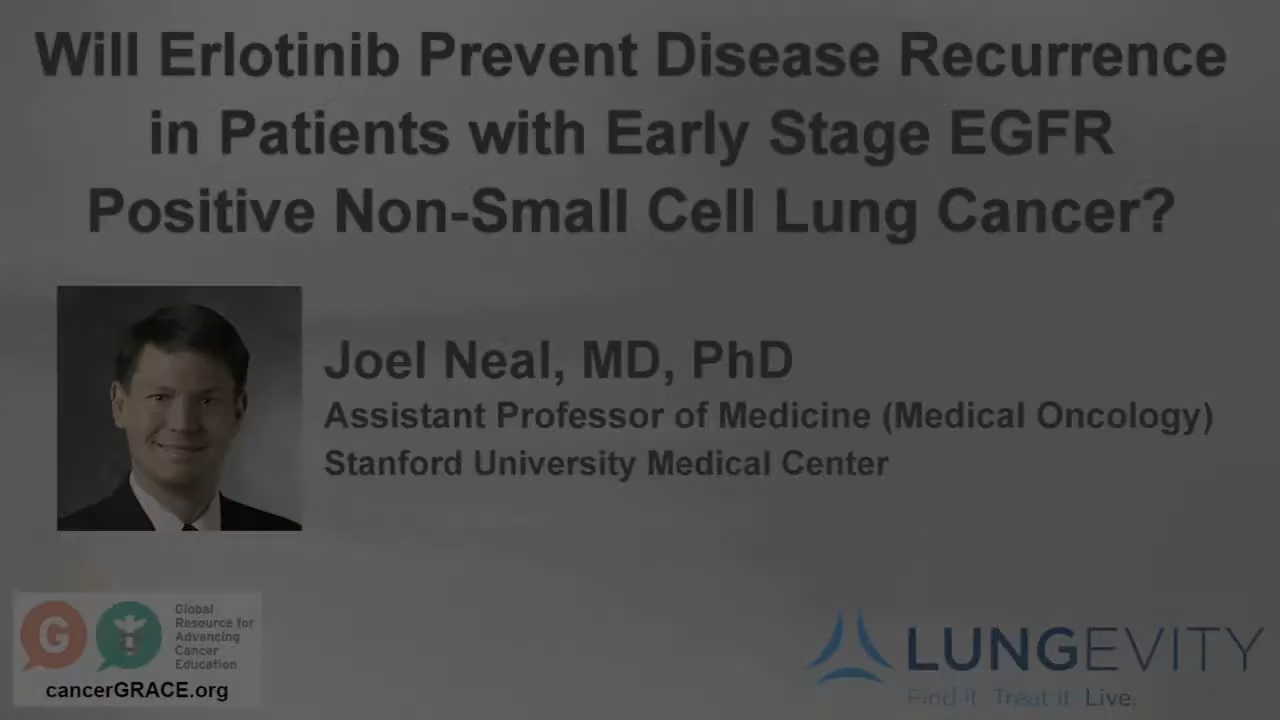 Will Erlotinib Prevent Disease Recurrence
in Patients with Early Stage EGFR
Positive Non-Small Cell Lung Cancer?
Joel Neal, MD, PhD
Assistant Professor of Medicine (Medical Oncology)
Stanford University Medical Center
G
Global
Resource for
Advancing
Cancer
Education
cancerGRACE.org
LUNGEVITY
Find it. Treat it. Live.